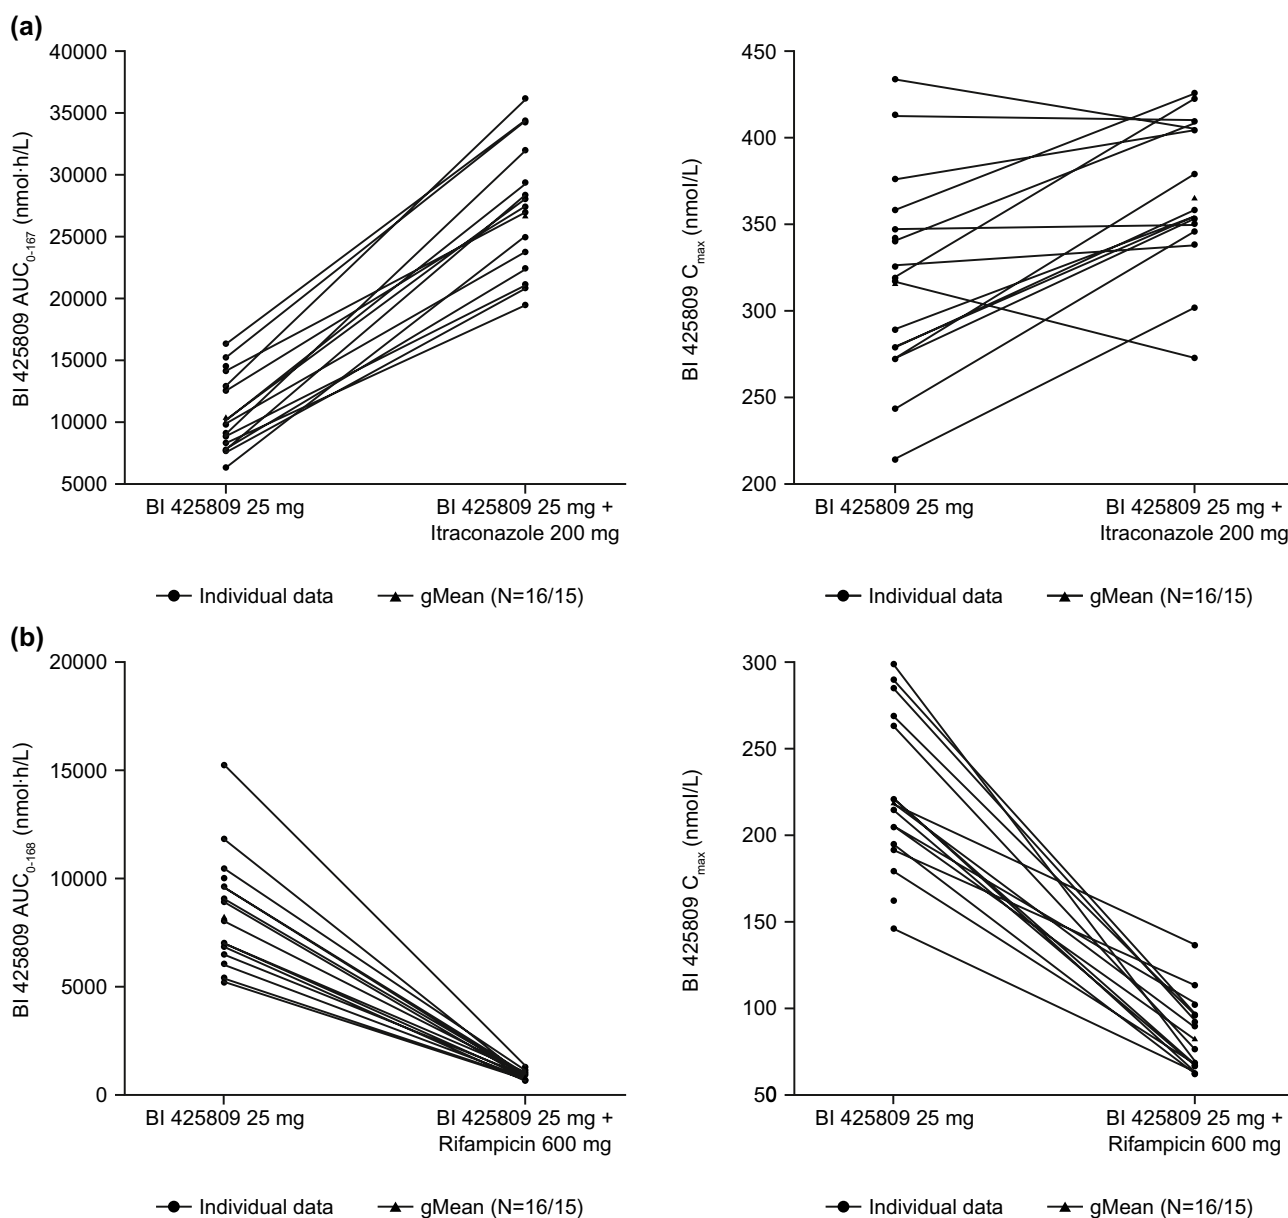 (a)
BI 425809 AUC0-167 (nmol·h/L)
40000
35000
30000
25000
20000
15000
10000
5000
BI 425809 25 mg
BI 425809 25 mg +
Itraconazole 200 mg
Individual data
gMean (N=16/15)
BI 425809 Cmax (nmol/L)
450
400
350
300
250
200
BI 425809 25 mg
BI 425809 25 mg +
Itraconazole 200 mg
Individual data
gMean (N=16/15)
(b)
BI 425809 AUC0-168 (nmol·h/L)
20000
15000
10000
5000
0
BI 425809 25 mg
BI 425809 25 mg +
Rifampicin 600 mg
Individual data
gMean (N=16/15)
BI 425809 Cmax (nmol/L)
300
250
200
150
100
50
BI 425809 25 mg
BI 425809 25 mg +
Rifampicin 600 mg
Individual data
gMean (N=16/15)